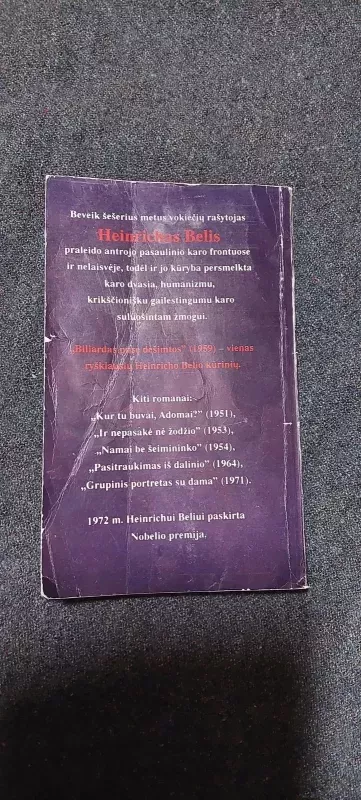 Beveik šešerius metus vokiečių rašytojas
Heinrichas Belis
praleido antrojo pasaulinio karo frontuose
ir nelaisvėje, todėl ir jo kūryba persmelkta
karo dvasia, humanizmu,
krikščionišku gailestingumu karo
suluošintam žmogui.
„Biliardas pusę dešimtos" (1959) – vienas
ryškiausių Heinricho Belio kūrinių.
Kiti romanai:
„Kur tu buvai, Adomai?" (1951),
„Ir nepasakė nė žodžio" (1953),
„Namai be šeimininko" (1954),
„Pasitraukimas iš dalinio" (1964),
„Grupinis portretas su dama" (1971).
1972 m. Heinrichui Beliui paskirta
Nobelio premija.